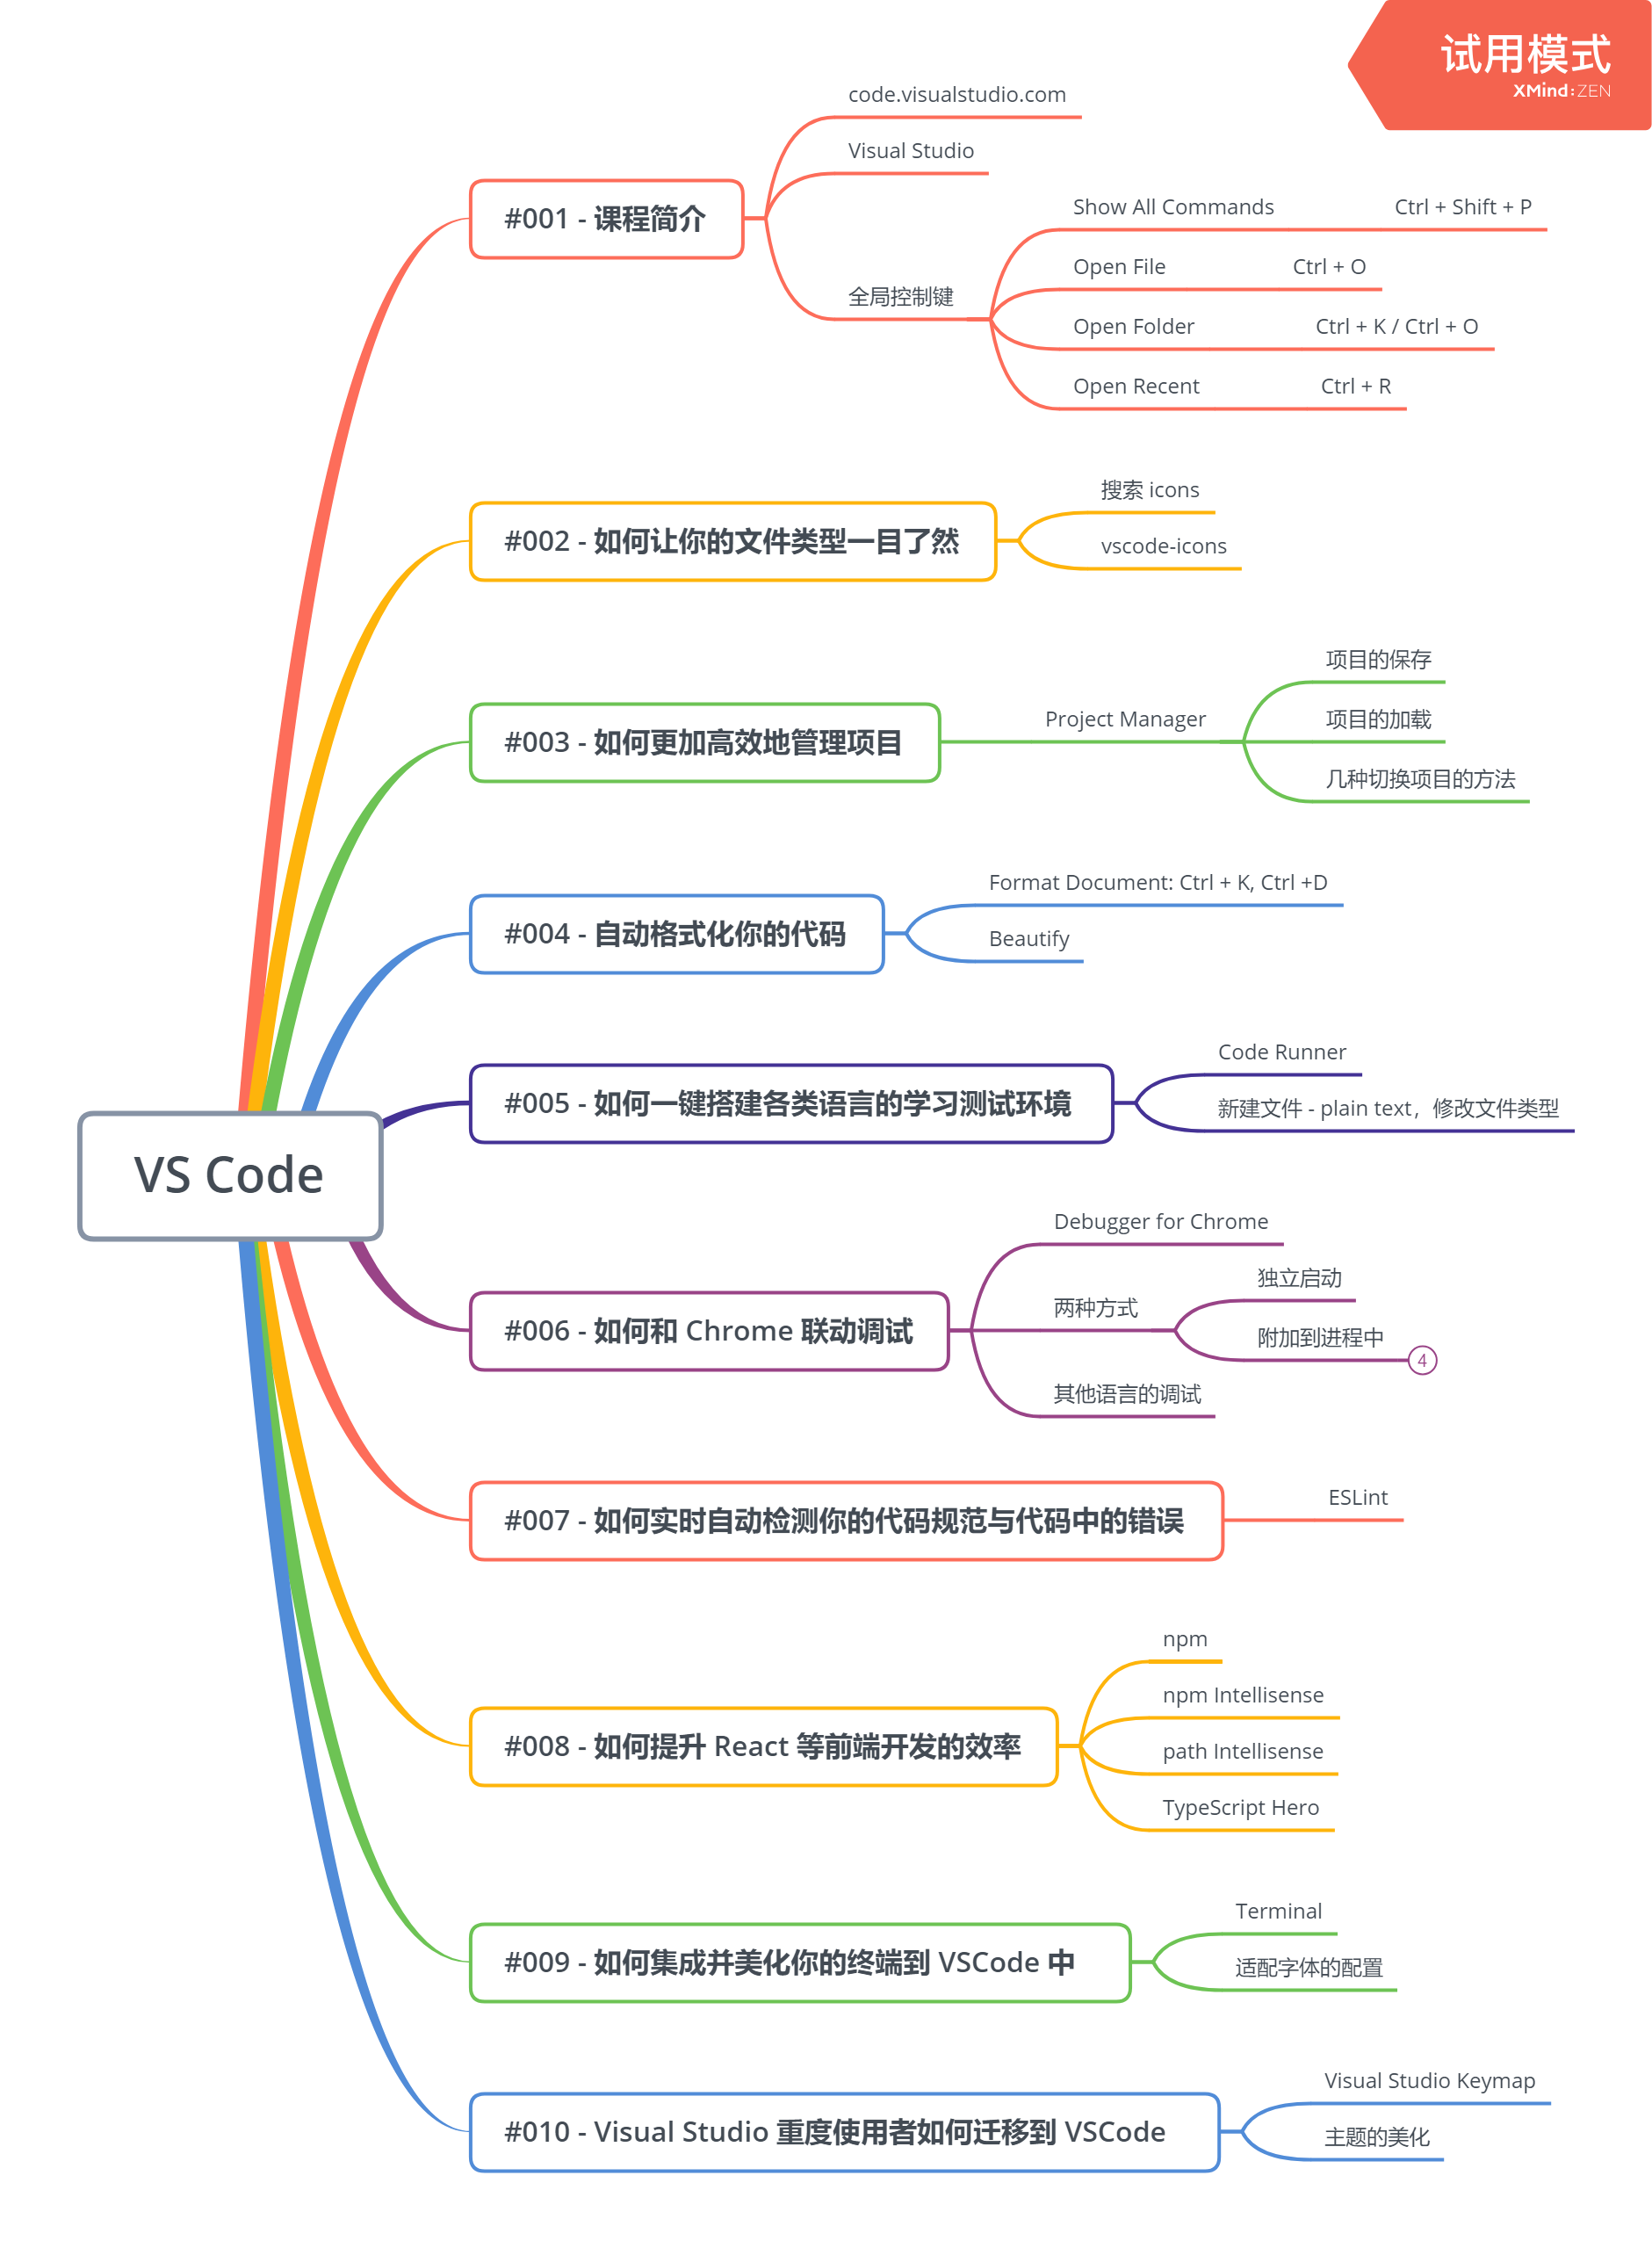 试用模式
XMind:ZEN
code.visualstudio.com
Visual Studio
#001 - 课程简介
全局控制键
Show All Commands
Ctrl + Shift + P
Open File
Ctrl + O
Open Folder
Ctrl + K / Ctrl + O
Open Recent
Ctrl + R
#002 - 如何让你的文件类型一目了然
搜索 icons
vscode-icons
#003 - 如何更加高效地管理项目
Project Manager
项目的保存
项目的加载
几种切换项目的方法
#004 - 自动格式化你的代码
Format Document: Ctrl + K, Ctrl +D
Beautify
#005 - 如何一键搭建各类语言的学习测试环境
Code Runner
新建文件 - plain text，修改文件类型
VS Code
#006 - 如何和 Chrome 联动调试
Debugger for Chrome
两种方式
独立启动
附加到进程中
4
其他语言的调试
#007 - 如何实时自动检测你的代码规范与代码中的错误
ESLint
#008 - 如何提升 React 等前端开发的效率
npm
npm Intellisense
path Intellisense
TypeScript Hero
#009 - 如何集成并美化你的终端到 VSCode 中
Terminal
适配字体的配置
#010 - Visual Studio 重度使用者如何迁移到 VSCode
Visual Studio Keymap
主题的美化